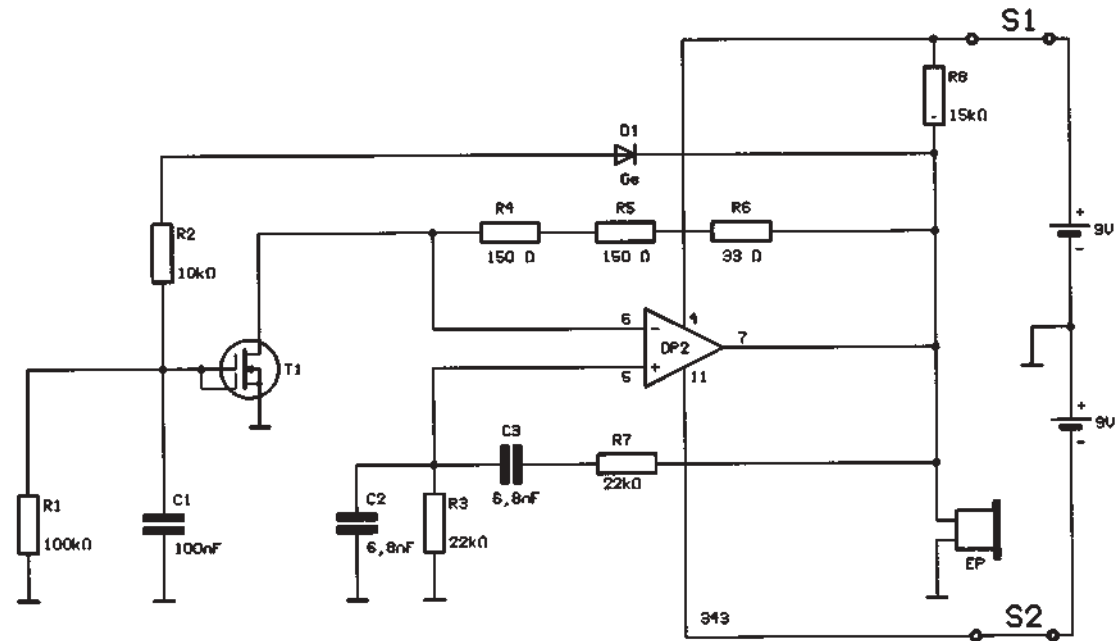 S1
R8
15kΩ
D1
Ge
R4
R5
R6
150 Ω
150 Ω
33 Ω
R2
10kΩ
+
9V
-
6
-
4
OP2
7
T1
5
+
11
+
9V
-
C3
R7
6,8nF
22kΩ
R1
100kΩ
C1
100nF
C2
6,8nF
R3
22kΩ
EP
343
S2